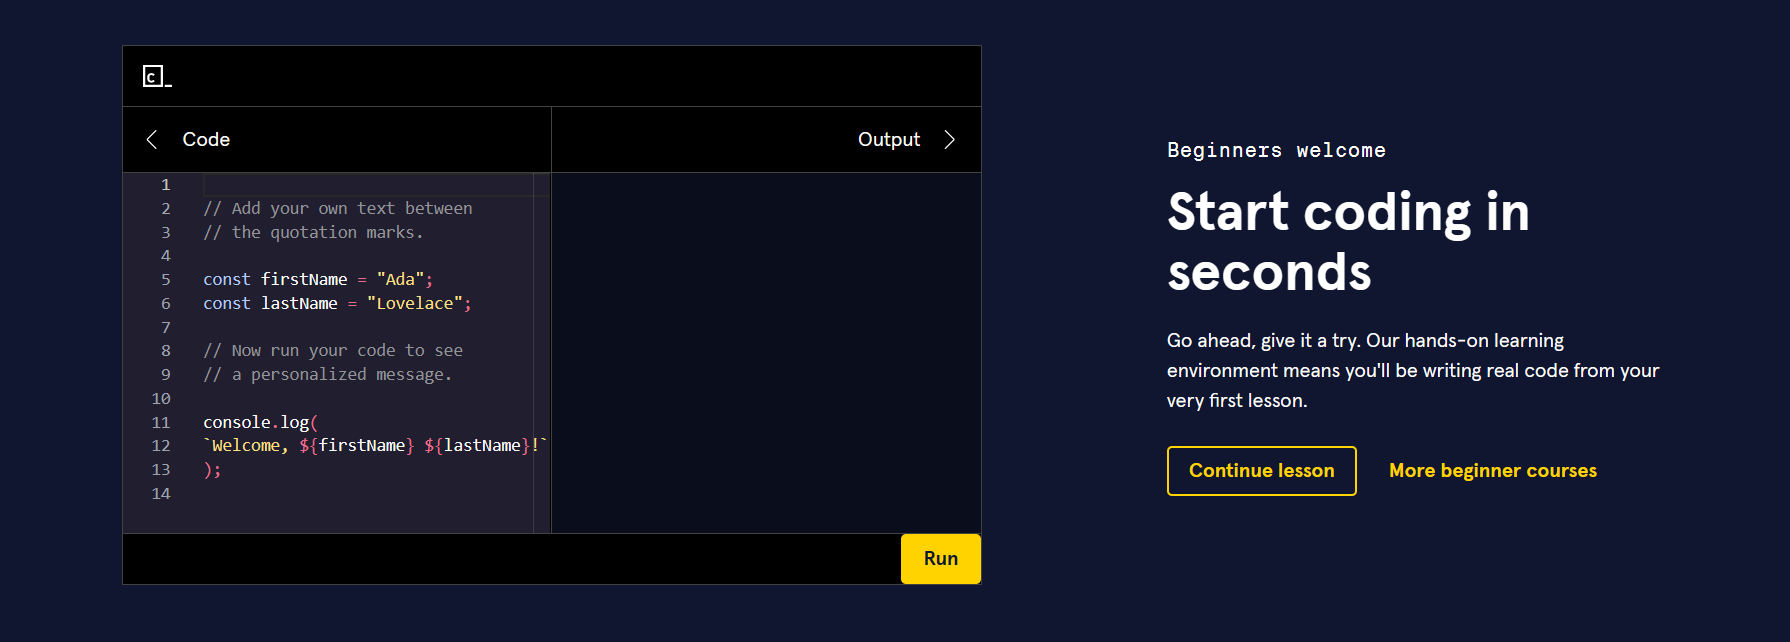 c_
Code
Output
1
2 // Add your own text between
3 // the quotation marks.
4
5 const firstName = "Ada";
6 const lastName = "Lovelace";
7
8 // Now run your code to see
9 // a personalized message.
10
11 console.log(
12 `Welcome, ${firstName} ${lastName}!`
13 );
14
Run
Beginners welcome
Start coding in
seconds
Go ahead, give it a try. Our hands-on learning
environment means you'll be writing real code from your
very first lesson.
Continue lesson
More beginner courses